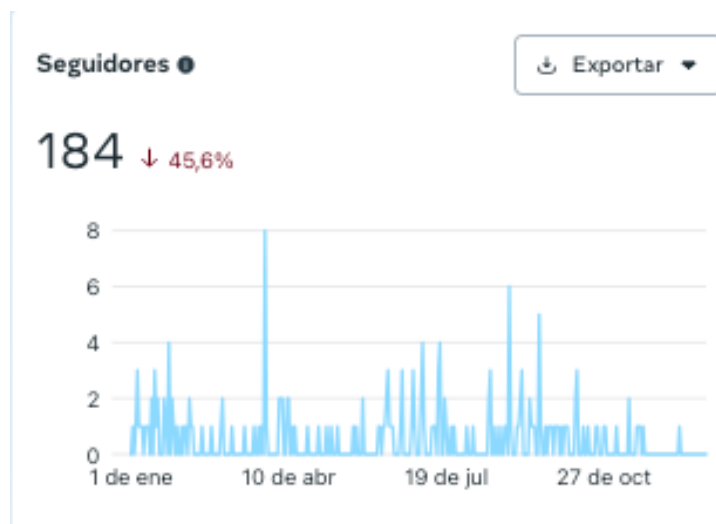 Seguidores
Exportar
184 ↓ 45,6%
8
6
4
2
0
1 de ene 10 de abr 19 de jul 27 de oct